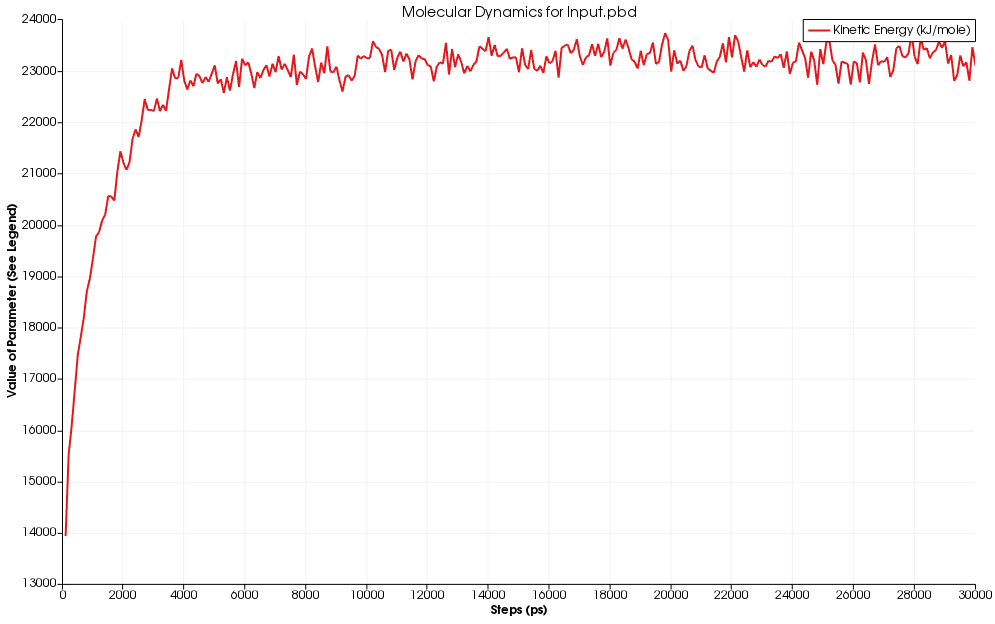 Molecular Dynamics for Input.pbd
Kinetic Energy (kJ/mole)
Value of Parameter (See Legend)
24000
23000
22000
21000
20000
19000
18000
17000
16000
15000
14000
13000
0 2000 4000 6000 8000 10000 12000 14000 16000 18000 20000 22000 24000 26000 28000 30000
Steps (ps)